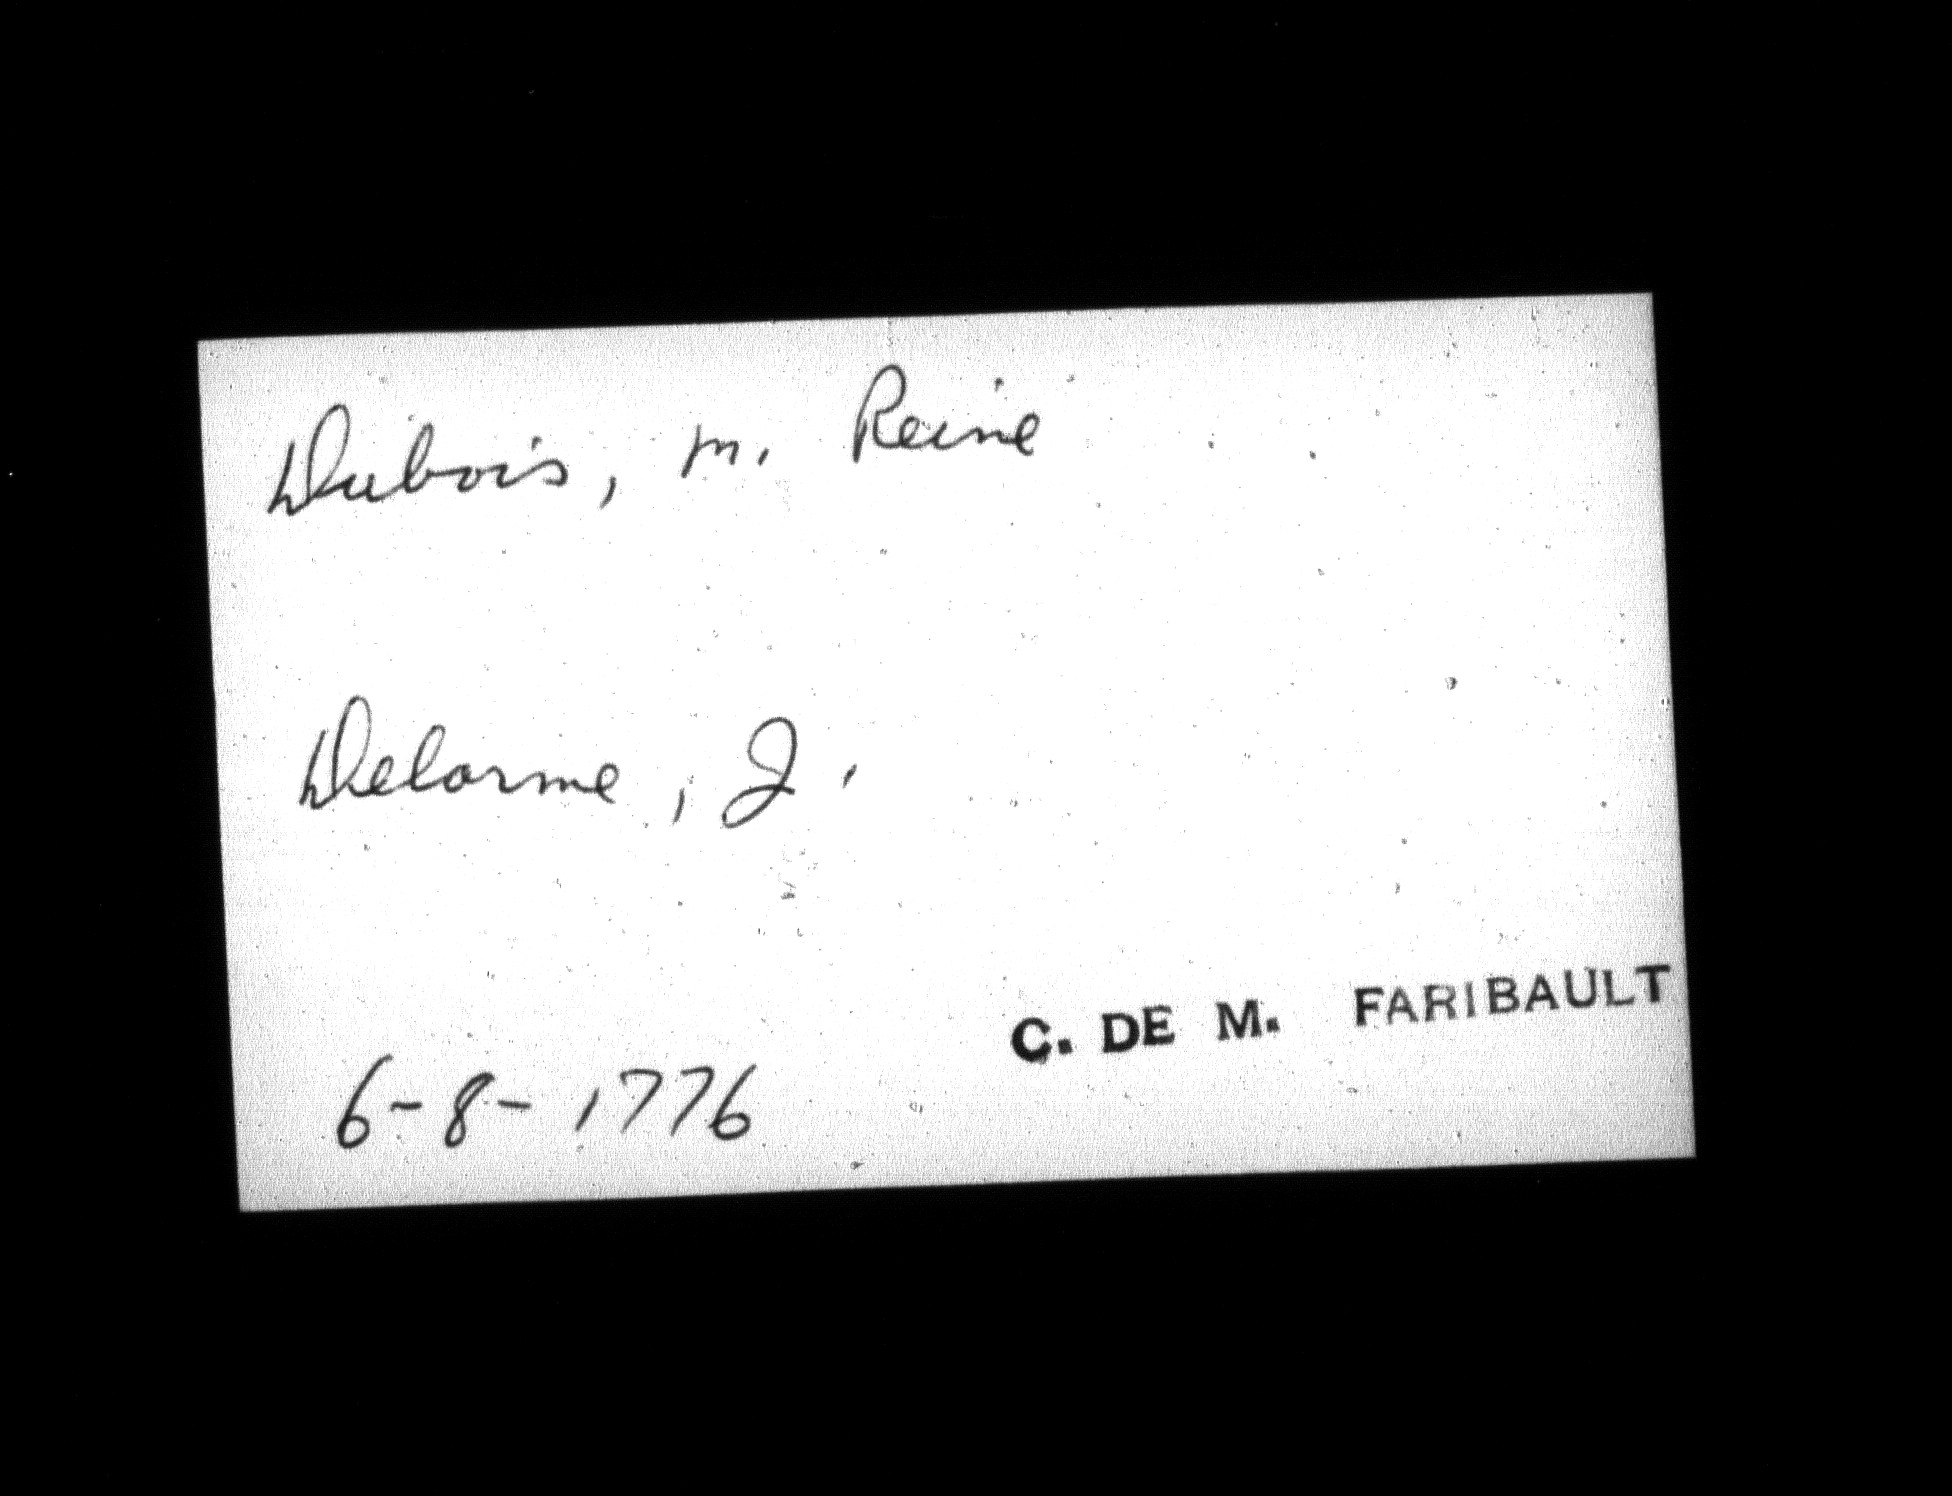 Dubois, m. Reine
Delorme, J.
C. DE M. FARIBAULT
6-8-1776